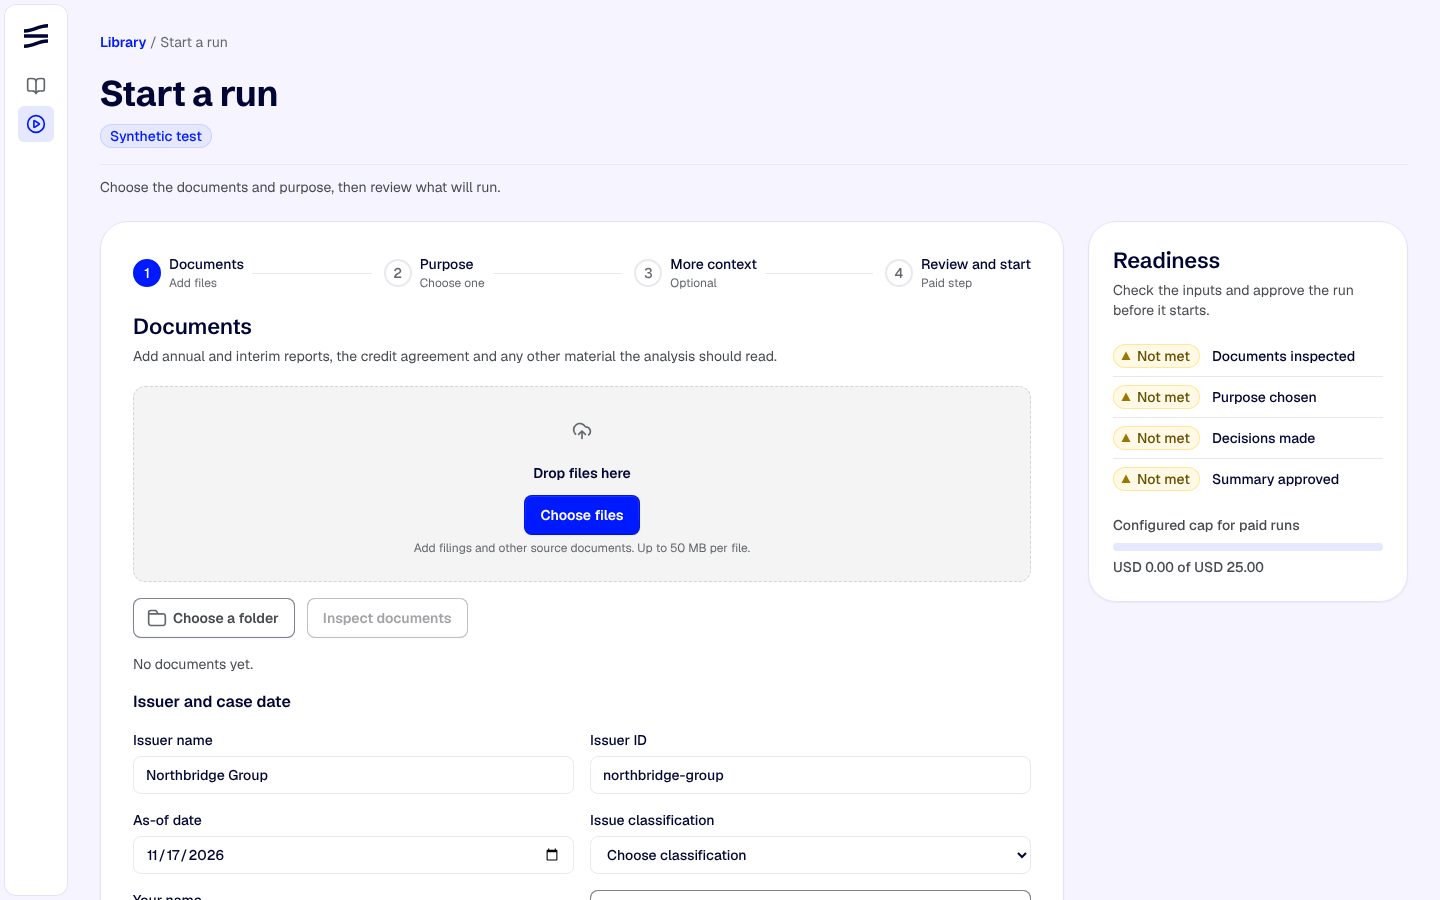 Library / Start a run
Start a run
Synthetic test
Choose the documents and purpose, then review what will run.
1 Documents
Add files
2 Purpose
Choose one
3 More context
Optional
4 Review and start
Paid step
Documents
Add annual and interim reports, the credit agreement and any other material the analysis should read.
Drop files here
Choose files
Add filings and other source documents. Up to 50 MB per file.
Choose a folder
Inspect documents
No documents yet.
Issuer and case date
Issuer name
Issuer ID
Northbridge Group
northbridge-group
As-of date
Issue classification
11/17/2026
Choose classification
Your name
Readiness
Check the inputs and approve the run
before it starts.
Not met Documents inspected
Not met Purpose chosen
Not met Decisions made
Not met Summary approved
Configured cap for paid runs
USD 0.00 of USD 25.00